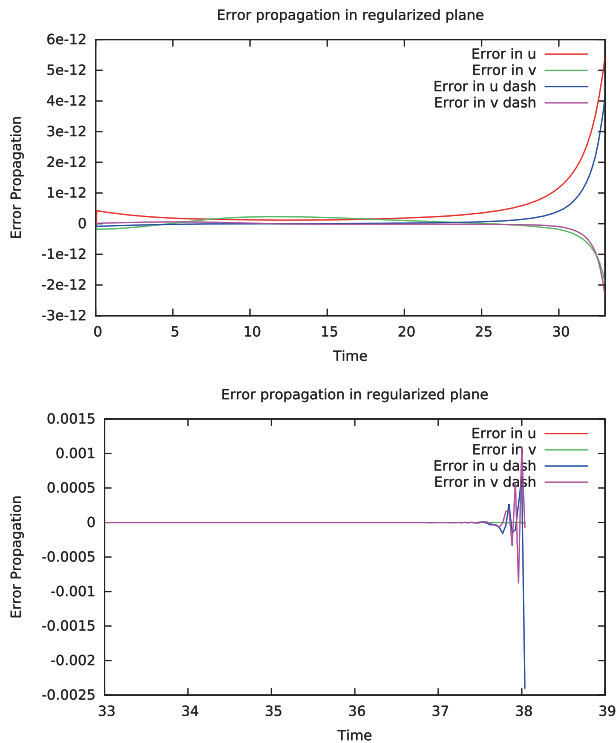 Error propagation in regularized plane
6e-12
5e-12
4e-12
3e-12
2e-12
1e-12
0
-1e-12
-2e-12
-3e-12
Error Propagation
Error in u
Error in v
Error in u dash
Error in v dash
0 5 10 15 20 25 30
Time
Error propagation in regularized plane
0.0015
0.001
0.0005
0
-0.0005
-0.001
-0.0015
-0.002
-0.0025
Error Propagation
Error in u
Error in v
Error in u dash
Error in v dash
33 34 35 36 37 38 39
Time